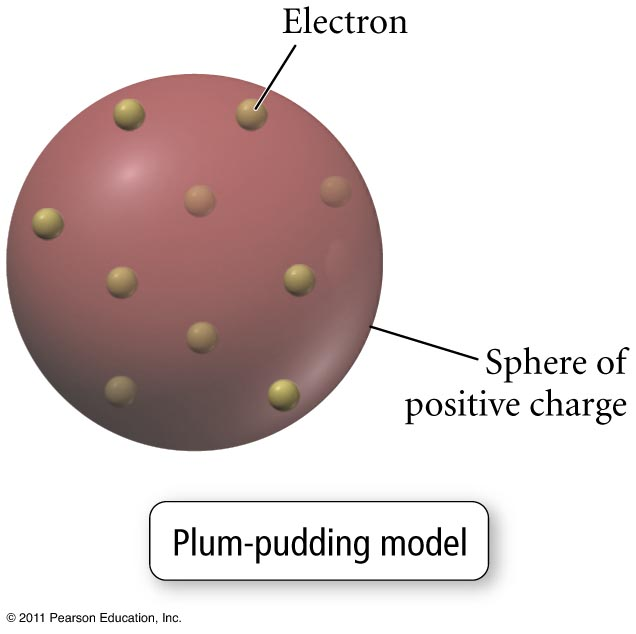 Electron
Sphere of
positive charge
Plum-pudding model
© 2011 Pearson Education, Inc.